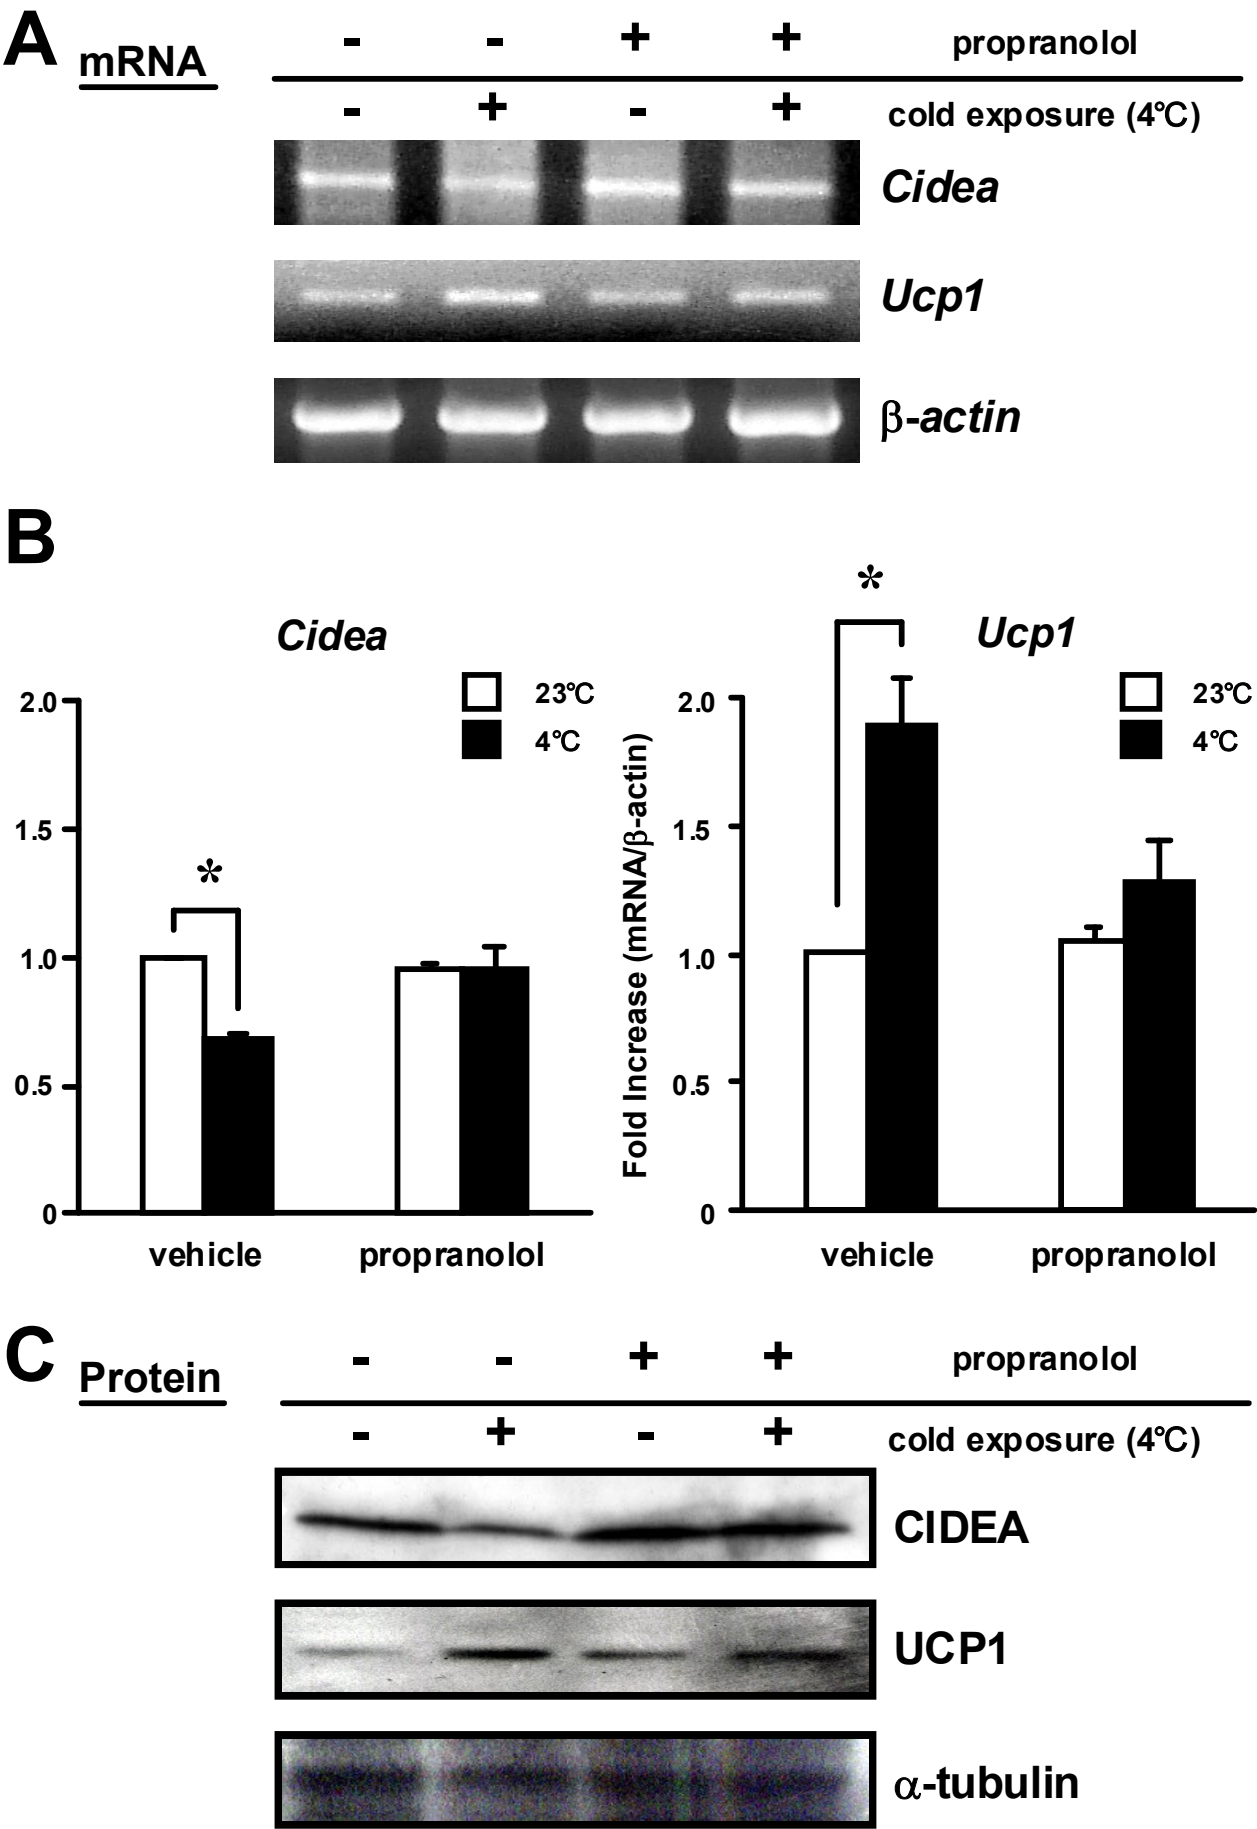 A
mRNA
- - + + propranolol
- + - + cold exposure (4℃)
Cidea
Ucp1
β-actin
B
Cidea
23℃
4℃
2.0
1.5
1.0
0.5
0
*
vehicle propranolol
Ucp1
23℃
4℃
Fold Increase (mRNA/β-actin)
2.0
1.5
1.0
0.5
0
*
vehicle propranolol
C
Protein
- - + + propranolol
- + - + cold exposure (4℃)
CIDEA
UCP1
α-tubulin